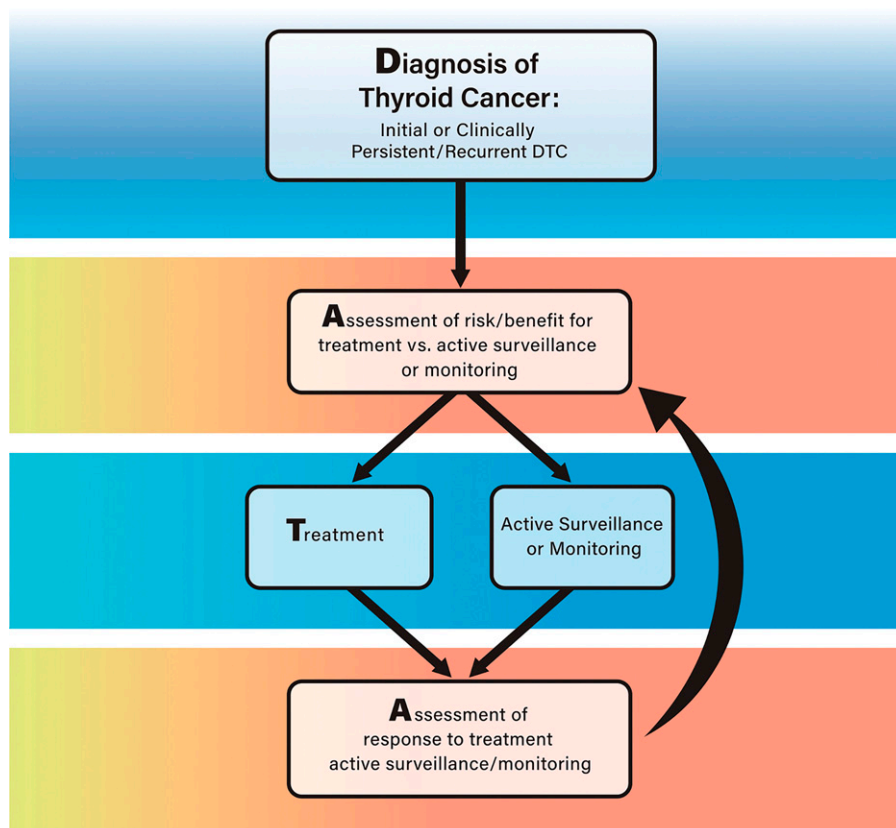 Diagnosis of
Thyroid Cancer:
Initial or Clinically
Persistent/Recurrent DTC
Assessment of risk/benefit for
treatment vs. active surveillance
or monitoring
Treatment
Active Surveillance
or Monitoring
Assessment of
response to treatment
active surveillance/monitoring